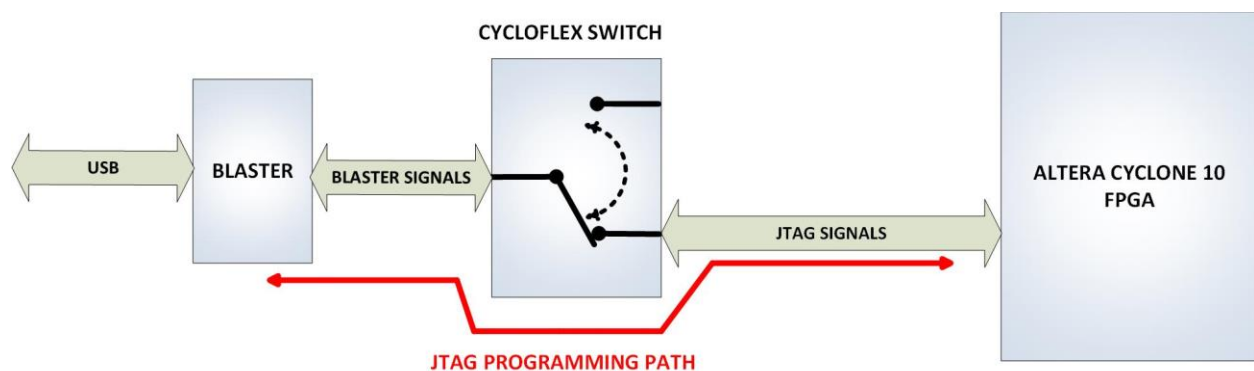 CYCLOFLEX SWITCH
USB
BLASTER
BLASTER SIGNALS
ALTERA CYCLONE 10
FPGA
JTAG SIGNALS
JTAG PROGRAMMING PATH